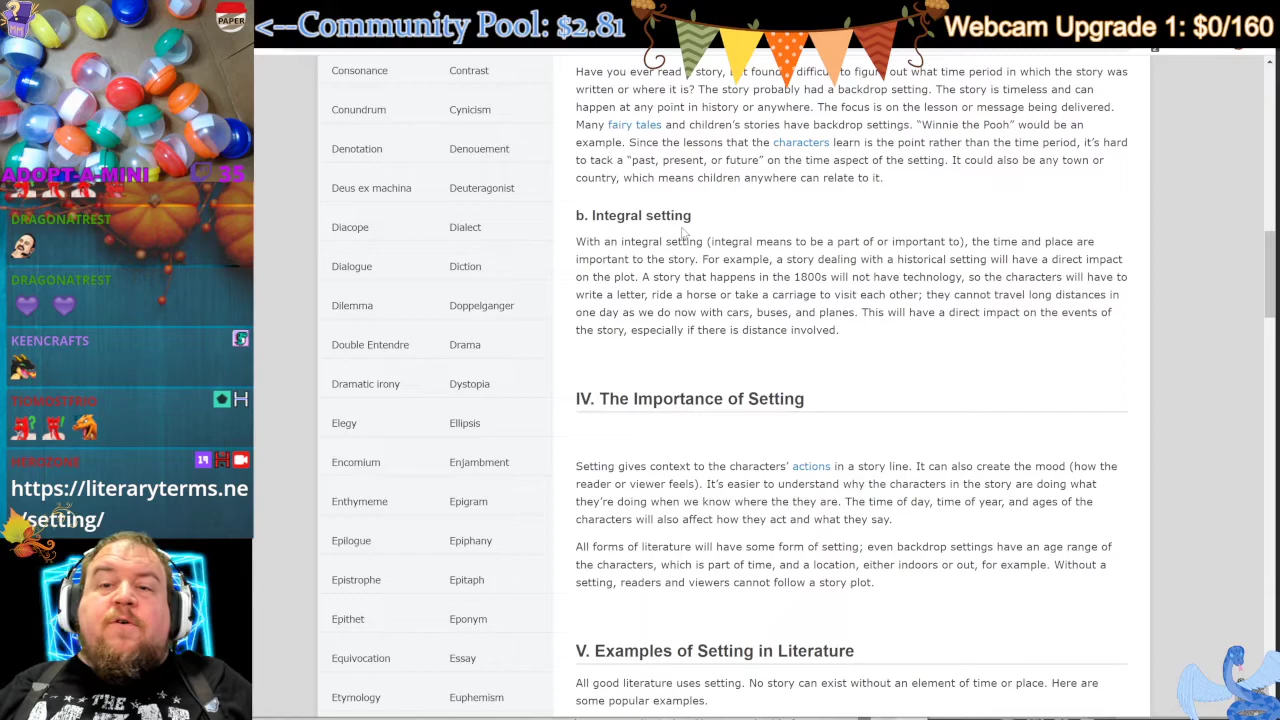 PAPER
<--Community Pool: $2.81
Webcam Upgrade 1: $0/160
ADOPT-A-MINI 35
DRAGONATREST
DRAGONATREST
KEENCRAFTS
19
HEROZONE
https://literaryterms.ne
/setting/
Consonance Contrast
Conundrum Cynicism
Denotation Denouement
Deus ex machina Deuteragonist
Diacope Dialect
Dialogue Diction
Dilemma Doppelganger
Double Entendre Drama
Dramatic irony Dystopia
Elegy Ellipsis
Encomium Enjambment
Enthymeme Epigram
Epilogue Epiphany
Epistrophe Epitaph
Epithet Eponym
Equivocation Essay
Etymology Euphemism
Have you ever read a story, but found difficult to figure out what time period in which the story was
written or where it is? The story probably had a backdrop setting. The story is timeless and can
happen at any point in history or anywhere. The focus is on the lesson or message being delivered.
Many fairy tales and children's stories have backdrop settings. “Winnie the Pooh” would be an
example. Since the lessons that the characters learn is the point rather than the time period, it's hard
to tack a “past, present, or future” on the time aspect of the setting. It could also be any town or
country, which means children anywhere can relate to it.
b. Integral setting
With an integral setting (integral means to be a part of or important to), the time and place are
important to the story. For example, a story dealing with a historical setting will have a direct impact
on the plot. A story that happens in the 1800s will not have technology, so the characters will have to
write a letter, ride a horse or take a carriage to visit each other; they cannot travel long distances in
one day as we do now with cars, buses, and planes. This will have a direct impact on the events of
the story, especially if there is distance involved.
IV. The Importance of Setting
Setting gives context to the characters' actions in a story line. It can also create the mood (how the
reader or viewer feels). It's easier to understand why the characters in the story are doing what
they're doing when we know where the they are. The time of day, time of year, and ages of the
characters will also affect how they act and what they say.
All forms of literature will have some form of setting; even backdrop settings have an age range of
the characters, which is part of time, and a location, either indoors or out, for example. Without a
setting, readers and viewers cannot follow a story plot.
V. Examples of Setting in Literature
All good literature uses setting. No story can exist without an element of time or place. Here are
some popular examples.
THE